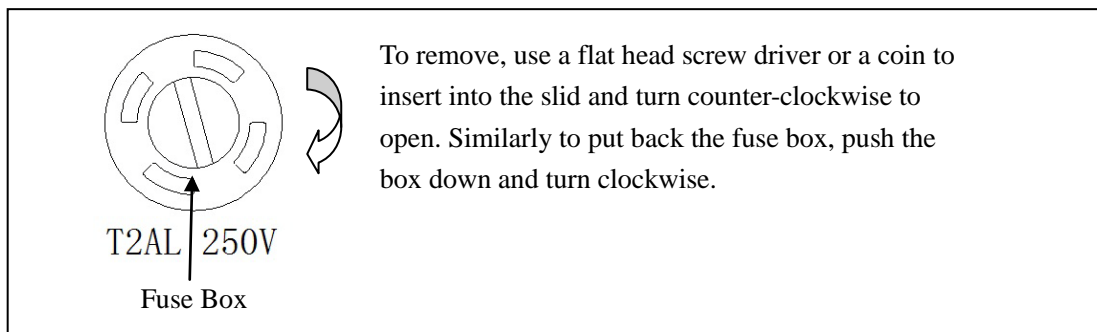 To remove, use a flat head screw driver or a coin to
insert into the slid and turn counter-clockwise to
open. Similarly to put back the fuse box, push the
box down and turn clockwise.
T2AL 250V
Fuse Box